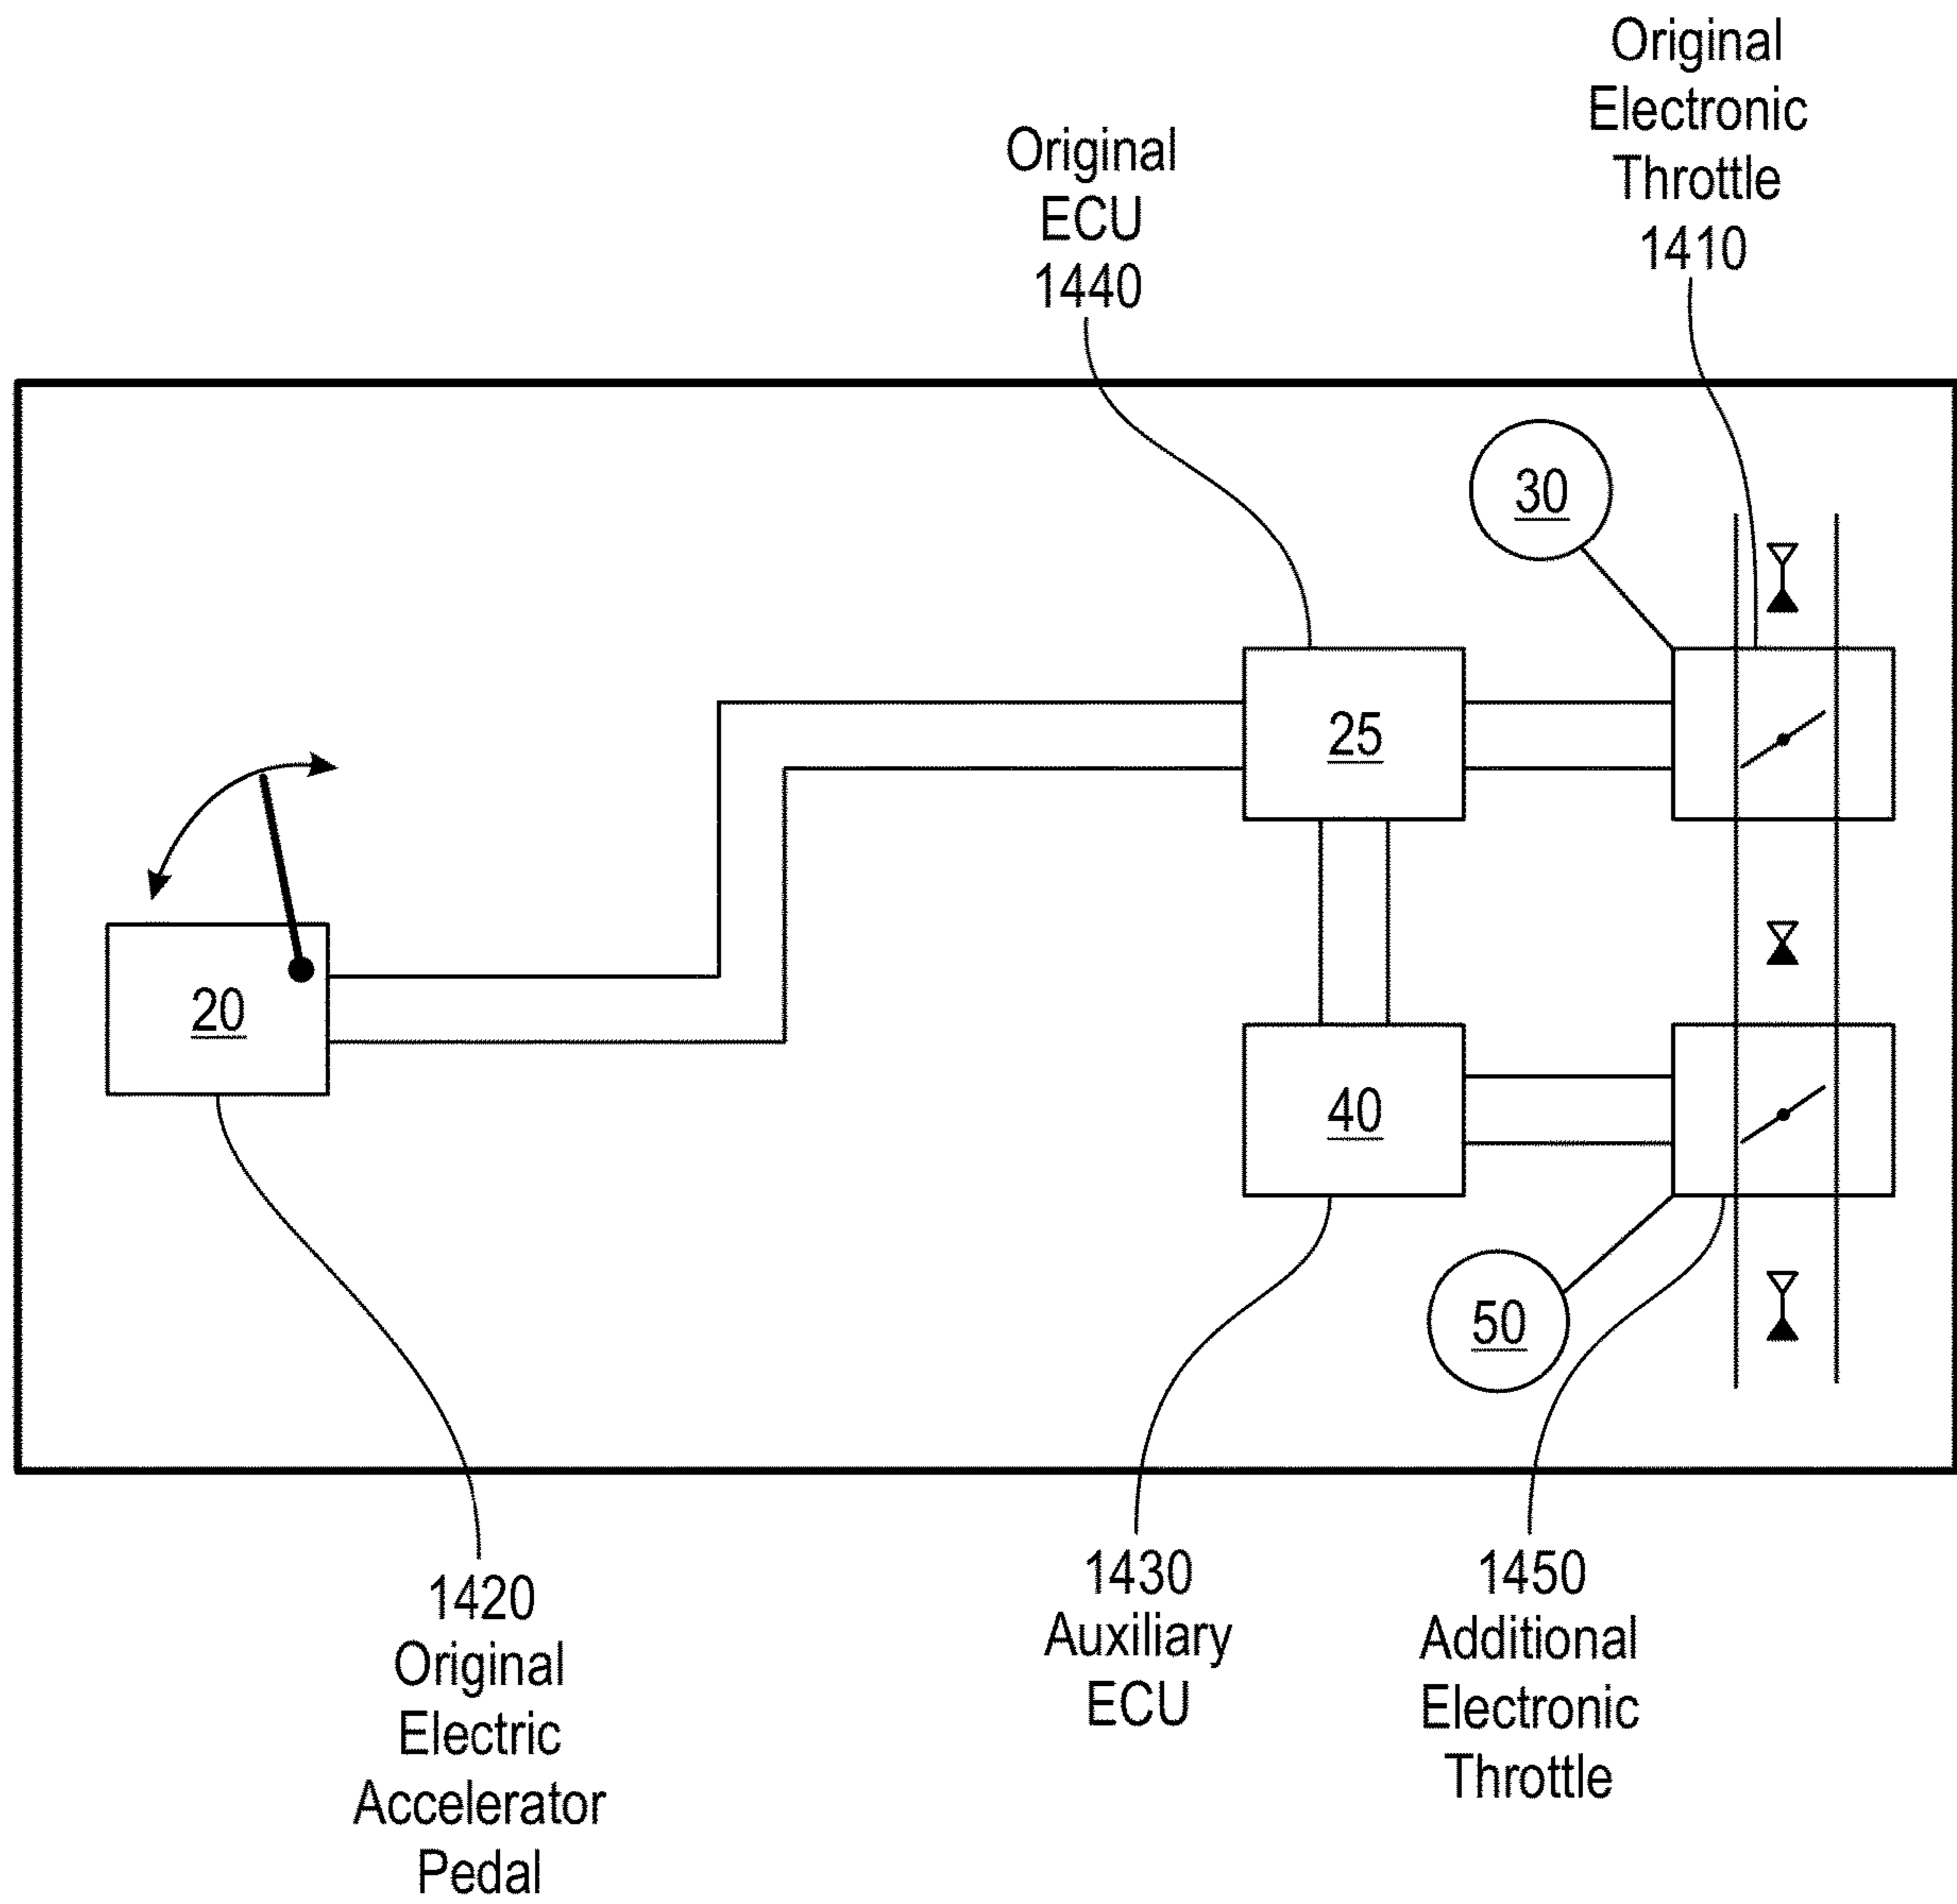 Original
Electronic
Throttle
1410
Original
ECU
1440
30
25
20
40
50
1420
Original
Electric
Accelerator
Pedal
1430
Auxiliary
ECU
1450
Additional
Electronic
Throttle